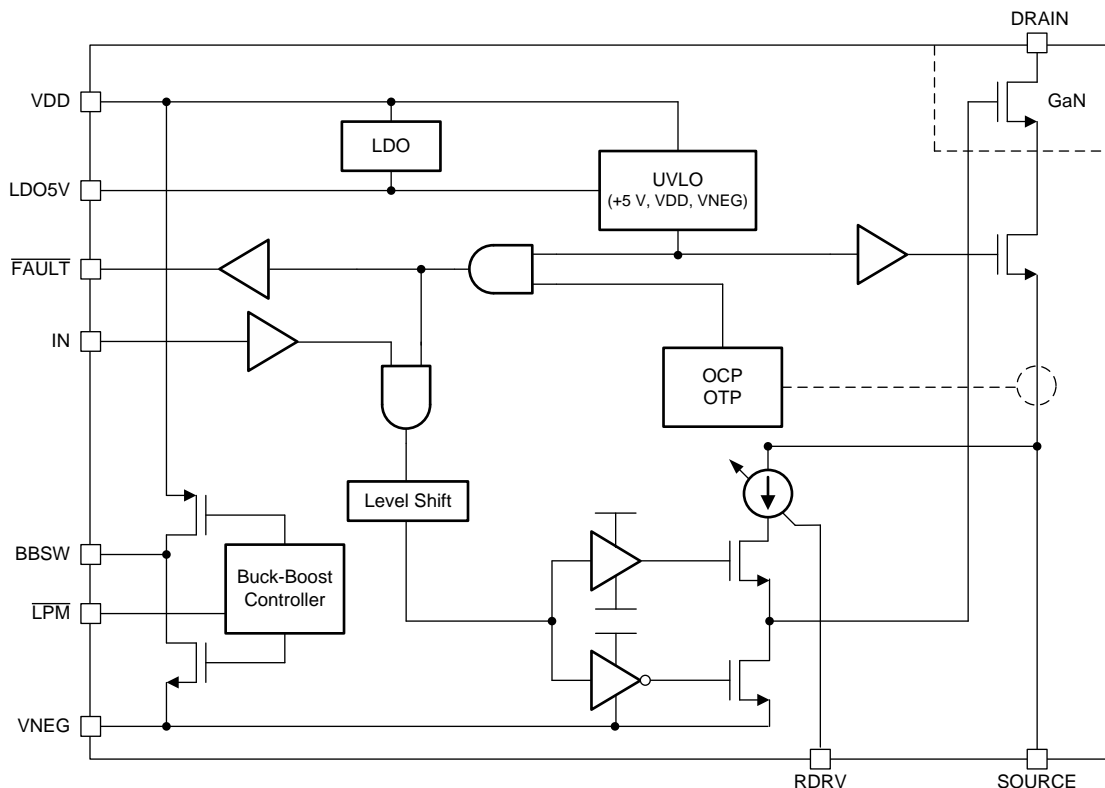 DRAIN
VDD
GaN
LDO
LDO5V
UVLO
(+5 V, VDD, VNEG)
FAULT
IN
OCP
OTP
Level Shift
BBSW
Buck-Boost
Controller
LPM
VNEG
RDRV
SOURCE